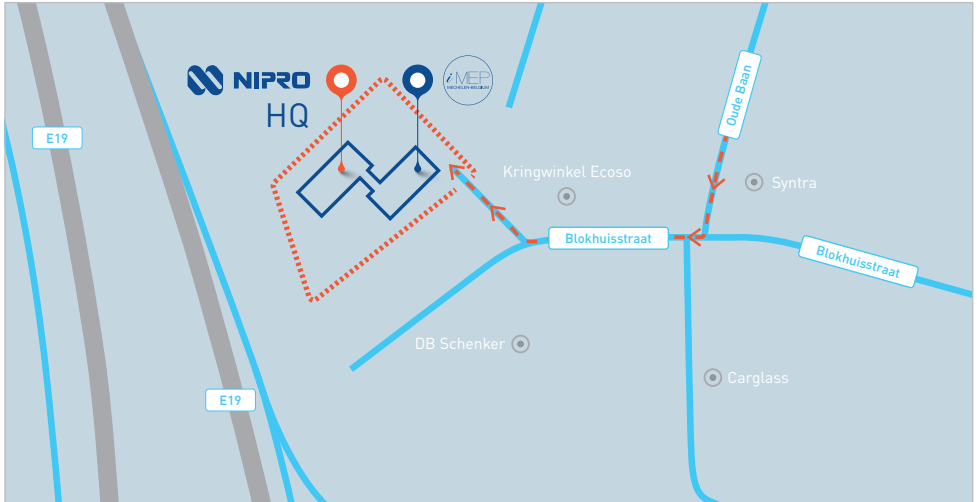 NIPRO
HQ
iMEP
MECHELEN-BELGIUM
E19
Oude Baan
Kringwinkel Ecoso
Syntra
Blokhuisstraat
Blokhuisstraat
DB Schenker
Carglass
E19